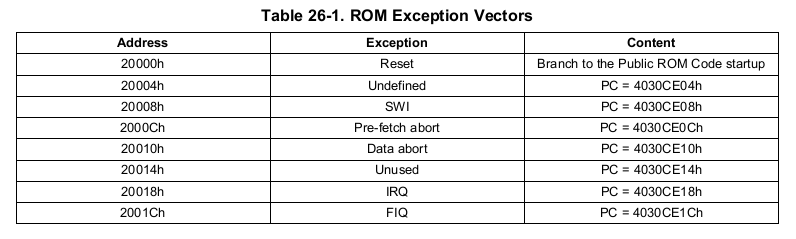 Table 26-1. ROM Exception Vectors
Address Exception Content
20000h Reset Branch to the Public ROM Code startup
20004h Undefined PC = 4030CE04h
20008h SWI PC = 4030CE08h
2000Ch Pre-fetch abort PC = 4030CE0Ch
20010h Data abort PC = 4030CE10h
20014h Unused PC = 4030CE14h
20018h IRQ PC = 4030CE18h
2001Ch FIQ PC = 4030CE1Ch